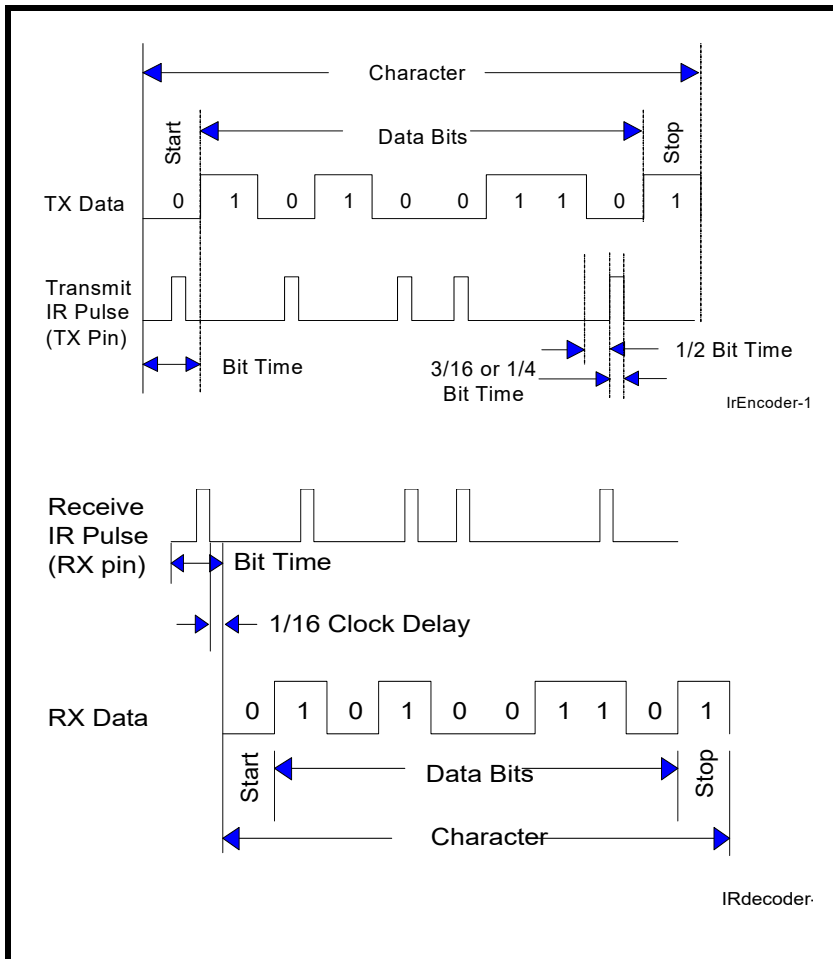 Character
Start
Data Bits
Stop
TX Data
0 1 0 1 0 0 1 1 0 1
Transmit
IR Pulse
(TX Pin)
Bit Time
1/2 Bit Time
3/16 or 1/4
Bit Time
IrEncoder-1
Receive
IR Pulse
(RX pin)
Bit Time
1/16 Clock Delay
RX Data
0 1 0 1 0 0 1 1 0 1
Start
Data Bits
Stop
Character
IRdecoder-